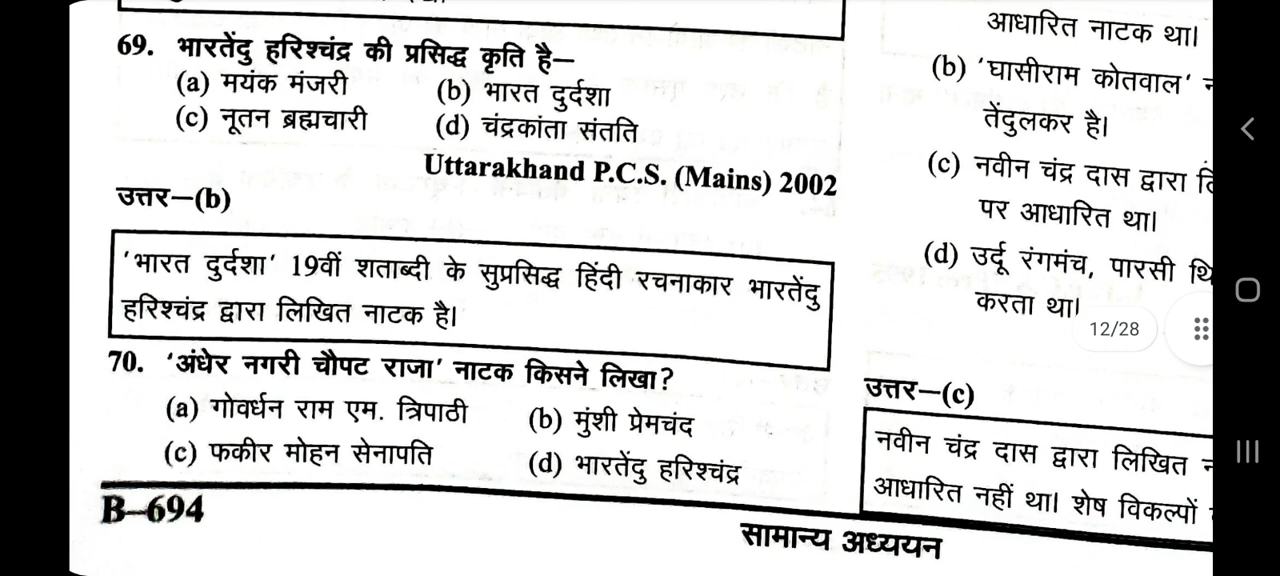 69. भारतेंदु हरिश्चंद्र की प्रसिद्ध कृति है—
(a) मयंक मंजरी (b) भारत दुर्दशा
(c) नूतन ब्रह्मचारी (d) चंद्रकांता संतति
Uttarakhand P.C.S. (Mains) 2002
उत्तर—(b)
'भारत दुर्दशा' 19वीं शताब्दी के सुप्रसिद्ध हिंदी रचनाकार भारतेंदु
हरिश्चंद्र द्वारा लिखित नाटक है।
70. 'अंधेर नगरी चौपट राजा' नाटक किसने लिखा?
(a) गोवर्धन राम एम. त्रिपाठी (b) मुंशी प्रेमचंद
(c) फकीर मोहन सेनापति (d) भारतेंदु हरिश्चंद्र
B–694
आधारित नाटक था।
(b) 'घासीराम कोतवाल'
तेंदुलकर है।
(c) नवीन चंद्र दास द्वारा
पर आधारित था।
(d) उर्दू रंगमंच, पारसी
करता था।
12/28
उत्तर—(c)
नवीन चंद्र दास द्वारा लिखित
आधारित नहीं था। शेष विकल्पों
सामान्य अध्ययन